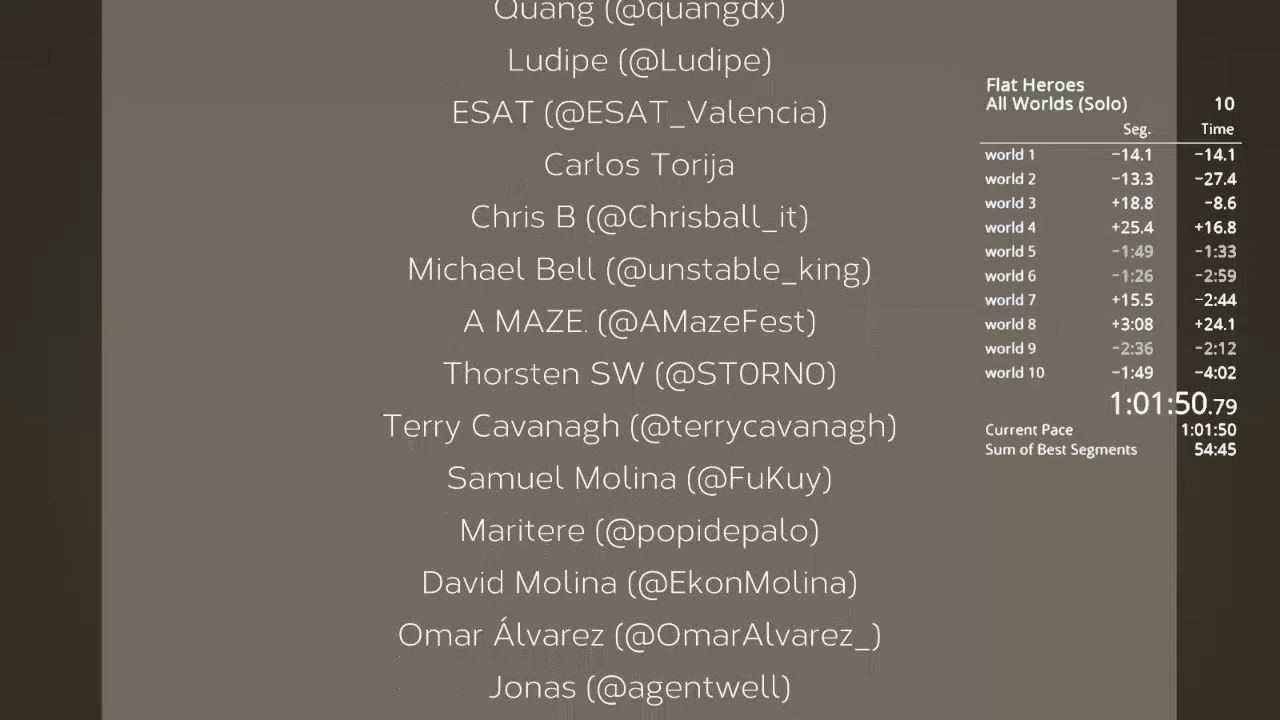 Quang (@quangdx)
Ludipe (@Ludipe)
ESAT (@ESAT_Valencia)
Carlos Torija
Chris B (@Chrisball_it)
Michael Bell (@unstable_king)
A MAZE. (@AMazeFest)
Thorsten SW (@ST0RN0)
Terry Cavanagh (@terrycavanagh)
Samuel Molina (@FuKuy)
Maritere (@popidepalo)
David Molina (@EkonMolina)
Omar Álvarez (@OmarAlvarez_)
Jonas (@agentwell)
Flat Heroes
All Worlds (Solo) 10
Seg. Time
world 1 −14.1 −14.1
world 2 −13.3 −27.4
world 3 +18.8 −8.6
world 4 +25.4 +16.8
world 5 −1:49 −1:33
world 6 −1:26 −2:59
world 7 +15.5 −2:44
world 8 +3:08 +24.1
world 9 −2:36 −2:12
world 10 −1:49 −4:02
1:01:50.79
Current Pace 1:01:50
Sum of Best Segments 54:45